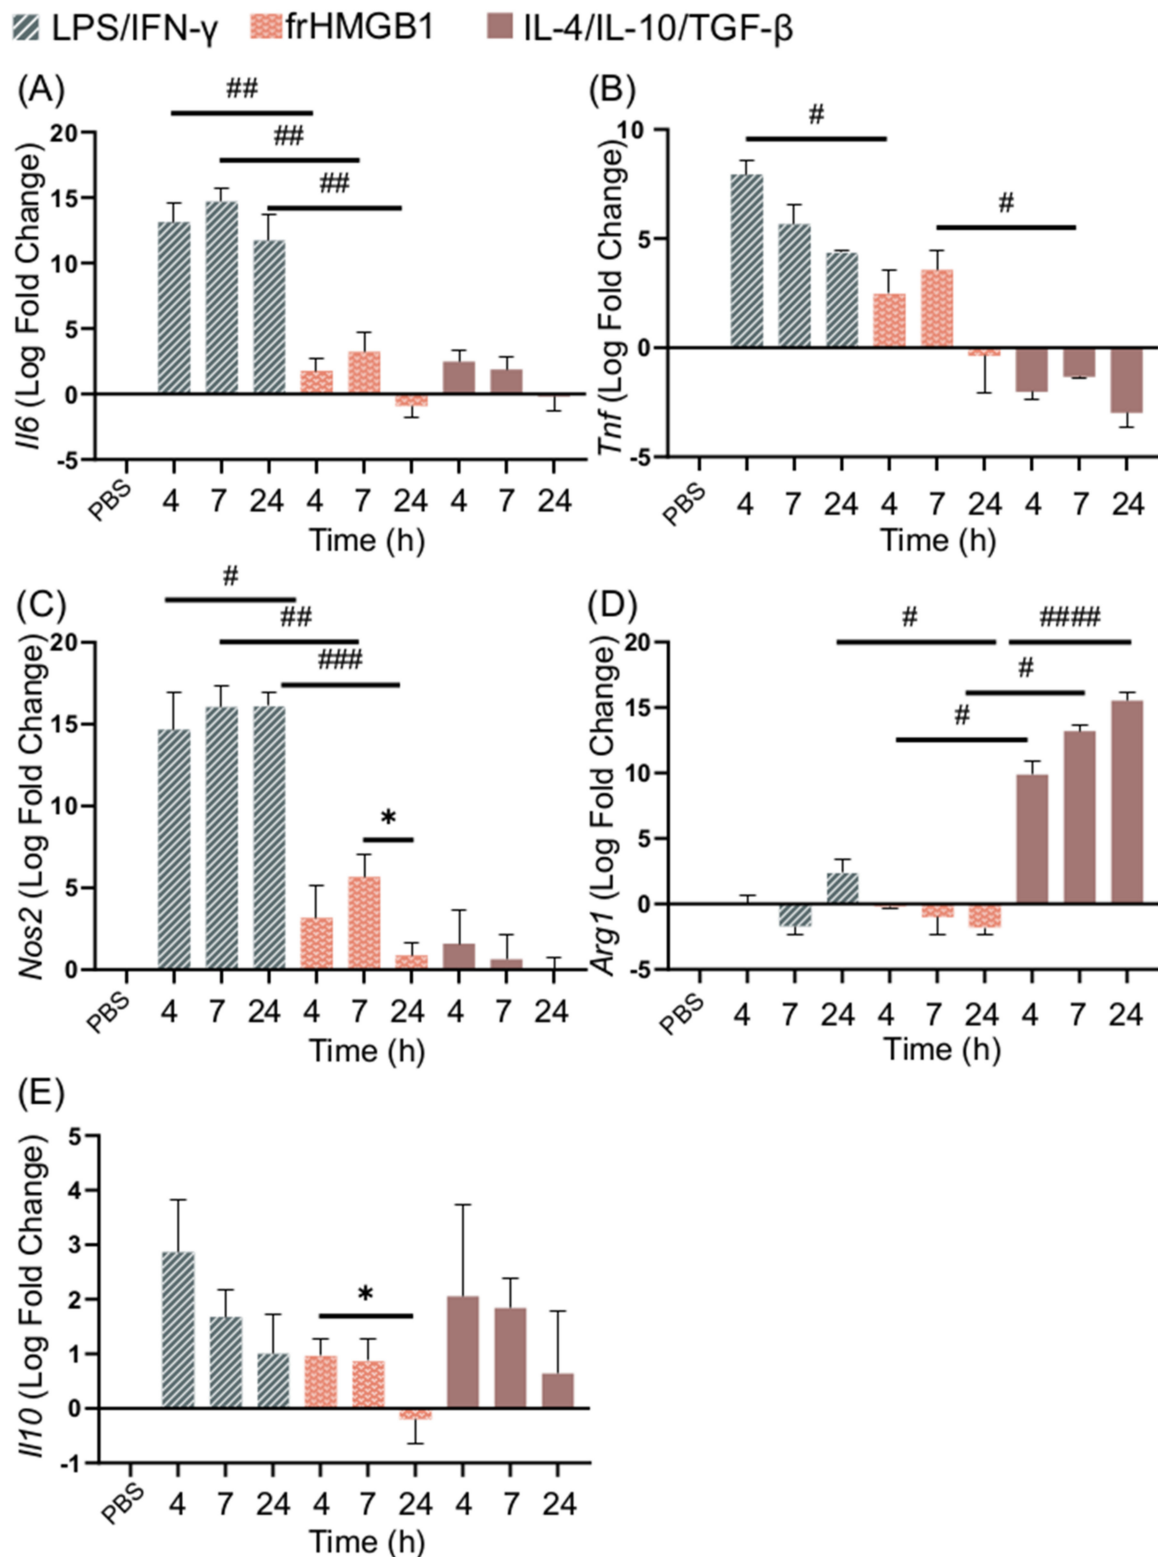 LPS/IFN-γ frHMGB1 IL-4/IL-10/TGF-β
(A)
##
##
##
Il6 (Log Fold Change)
20
15
10
5
0
-5
PBS 4 7 24 4 7 24 4 7 24
Time (h)
(B)
#
#
Tnf (Log Fold Change)
10
5
0
-5
PBS 4 7 24 4 7 24 4 7 24
Time (h)
(C)
#
##
###
*
Nos2 (Log Fold Change)
20
15
10
5
0
PBS 4 7 24 4 7 24 4 7 24
Time (h)
(D)
# ####
#
#
Arg1 (Log Fold Change)
20
15
10
5
0
-5
PBS 4 7 24 4 7 24 4 7 24
Time (h)
(E)
*
Il10 (Log Fold Change)
5
4
3
2
1
0
-1
PBS 4 7 24 4 7 24 4 7 24
Time (h)